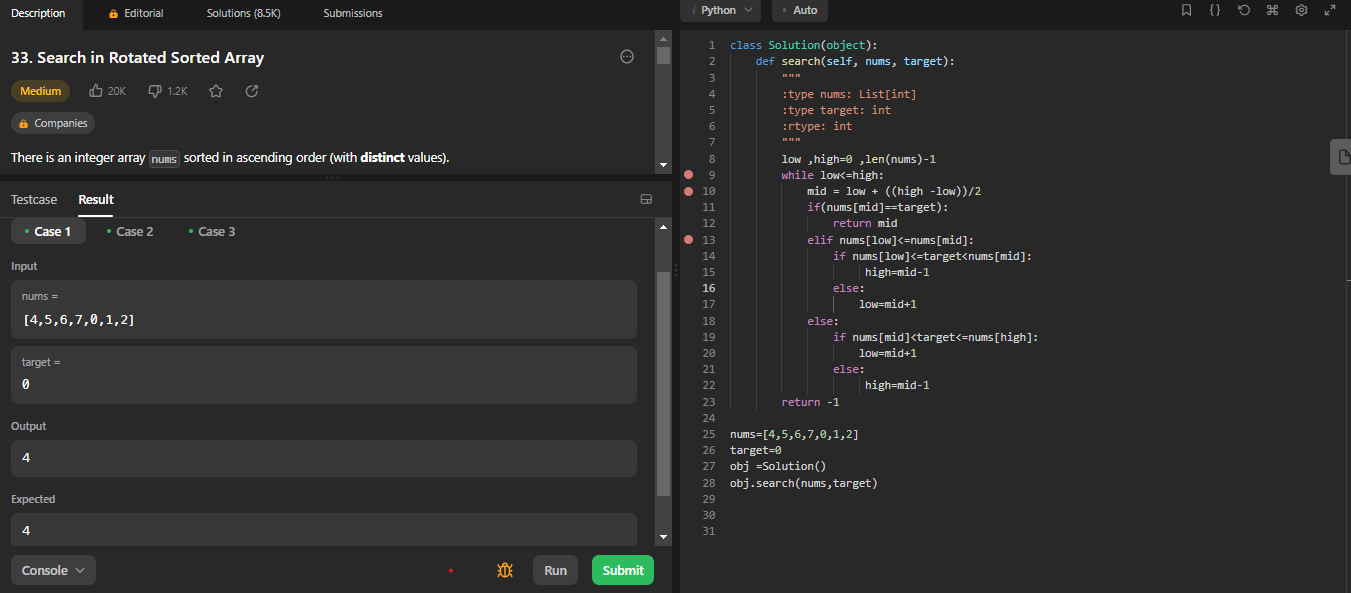 Description
Editorial
Solutions (8.5K)
Submissions
33. Search in Rotated Sorted Array
Medium
20K
1.2K
Companies
There is an integer array nums sorted in ascending order (with distinct values).
Testcase
Result
Case 1
Case 2
Case 3
Input
nums =
[4,5,6,7,0,1,2]
target =
0
Output
4
Expected
4
Console
Run
Submit
i Python
Auto
1 class Solution(object):
2 def search(self, nums, target):
3 """
4 :type nums: List[int]
5 :type target: int
6 :rtype: int
7 """
8 low ,high=0 ,len(nums)-1
9 while low<=high:
10 mid = low + ((high -low))/2
11 if(nums[mid]==target):
12 return mid
13 elif nums[low]<=nums[mid]:
14 if nums[low]<=target<nums[mid]:
15 high=mid-1
16 else:
17 low=mid+1
18 else:
19 if nums[mid]<target<=nums[high]:
20 low=mid+1
21 else:
22 high=mid-1
23 return -1
24
25 nums=[4,5,6,7,0,1,2]
26 target=0
27 obj =Solution()
28 obj.search(nums,target)
29
30
31